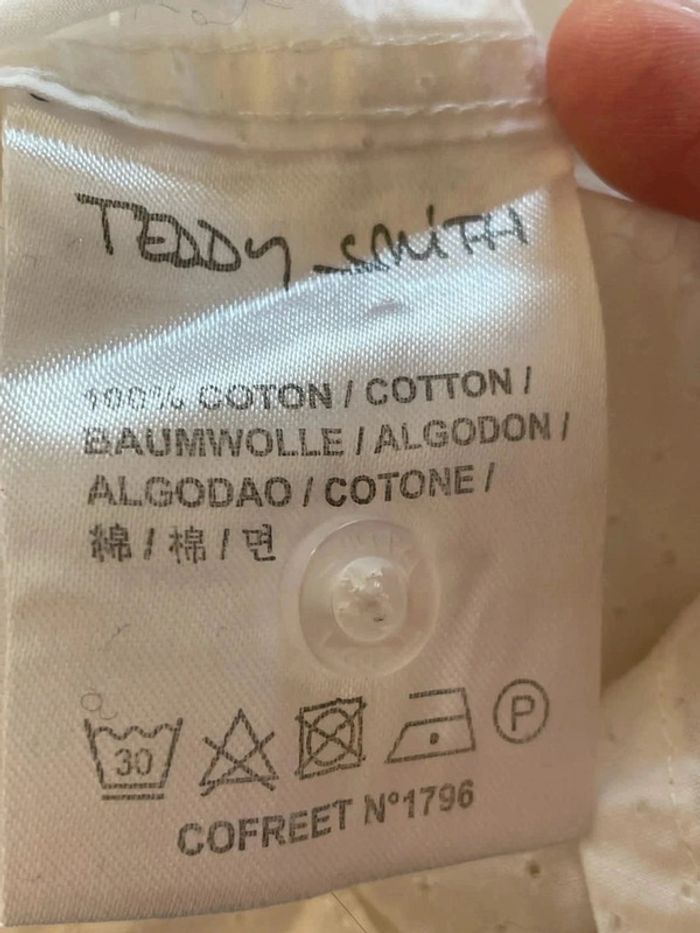 TEDDY SMITH
100% COTON / COTTON /
BAUMWOLLE / ALGODON /
ALGODAO / COTONE /
綿 / 棉 / 면
30
P
COFREET N°1796